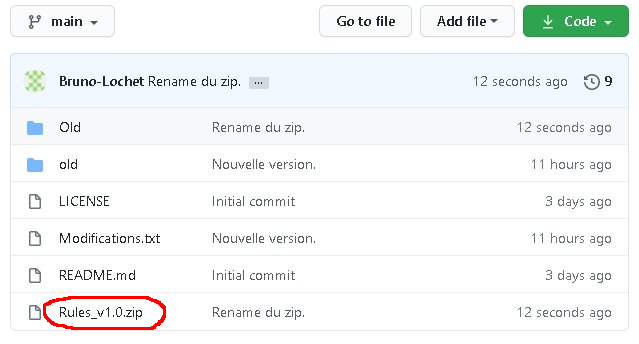 main Go to file Add file Code
Bruno-Lochet Rename du zip. ... 12 seconds ago 9
Old Rename du zip. 12 seconds ago
old Nouvelle version. 11 hours ago
LICENSE Initial commit 3 days ago
Modifications.txt Nouvelle version. 11 hours ago
README.md Initial commit 3 days ago
Rules_v1.0.zip Rename du zip. 12 seconds ago